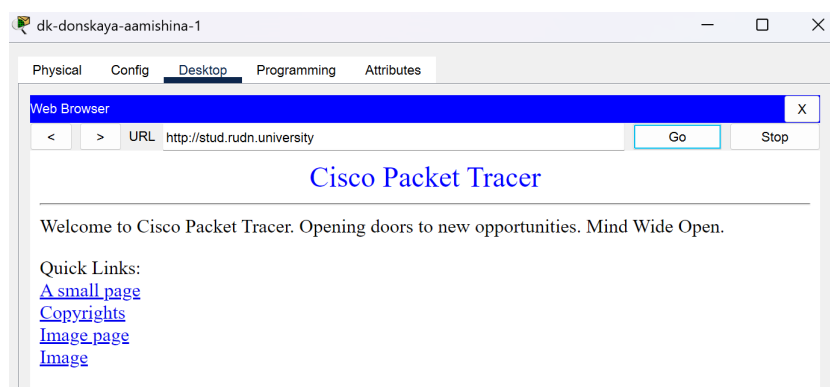 dk-donskaya-aamishina-1
Physical Config Desktop Programming Attributes
Web Browser X
< > URL http://stud.rudn.university Go Stop
Cisco Packet Tracer
Welcome to Cisco Packet Tracer. Opening doors to new opportunities. Mind Wide Open.
Quick Links:
A small page
Copyrights
Image page
Image